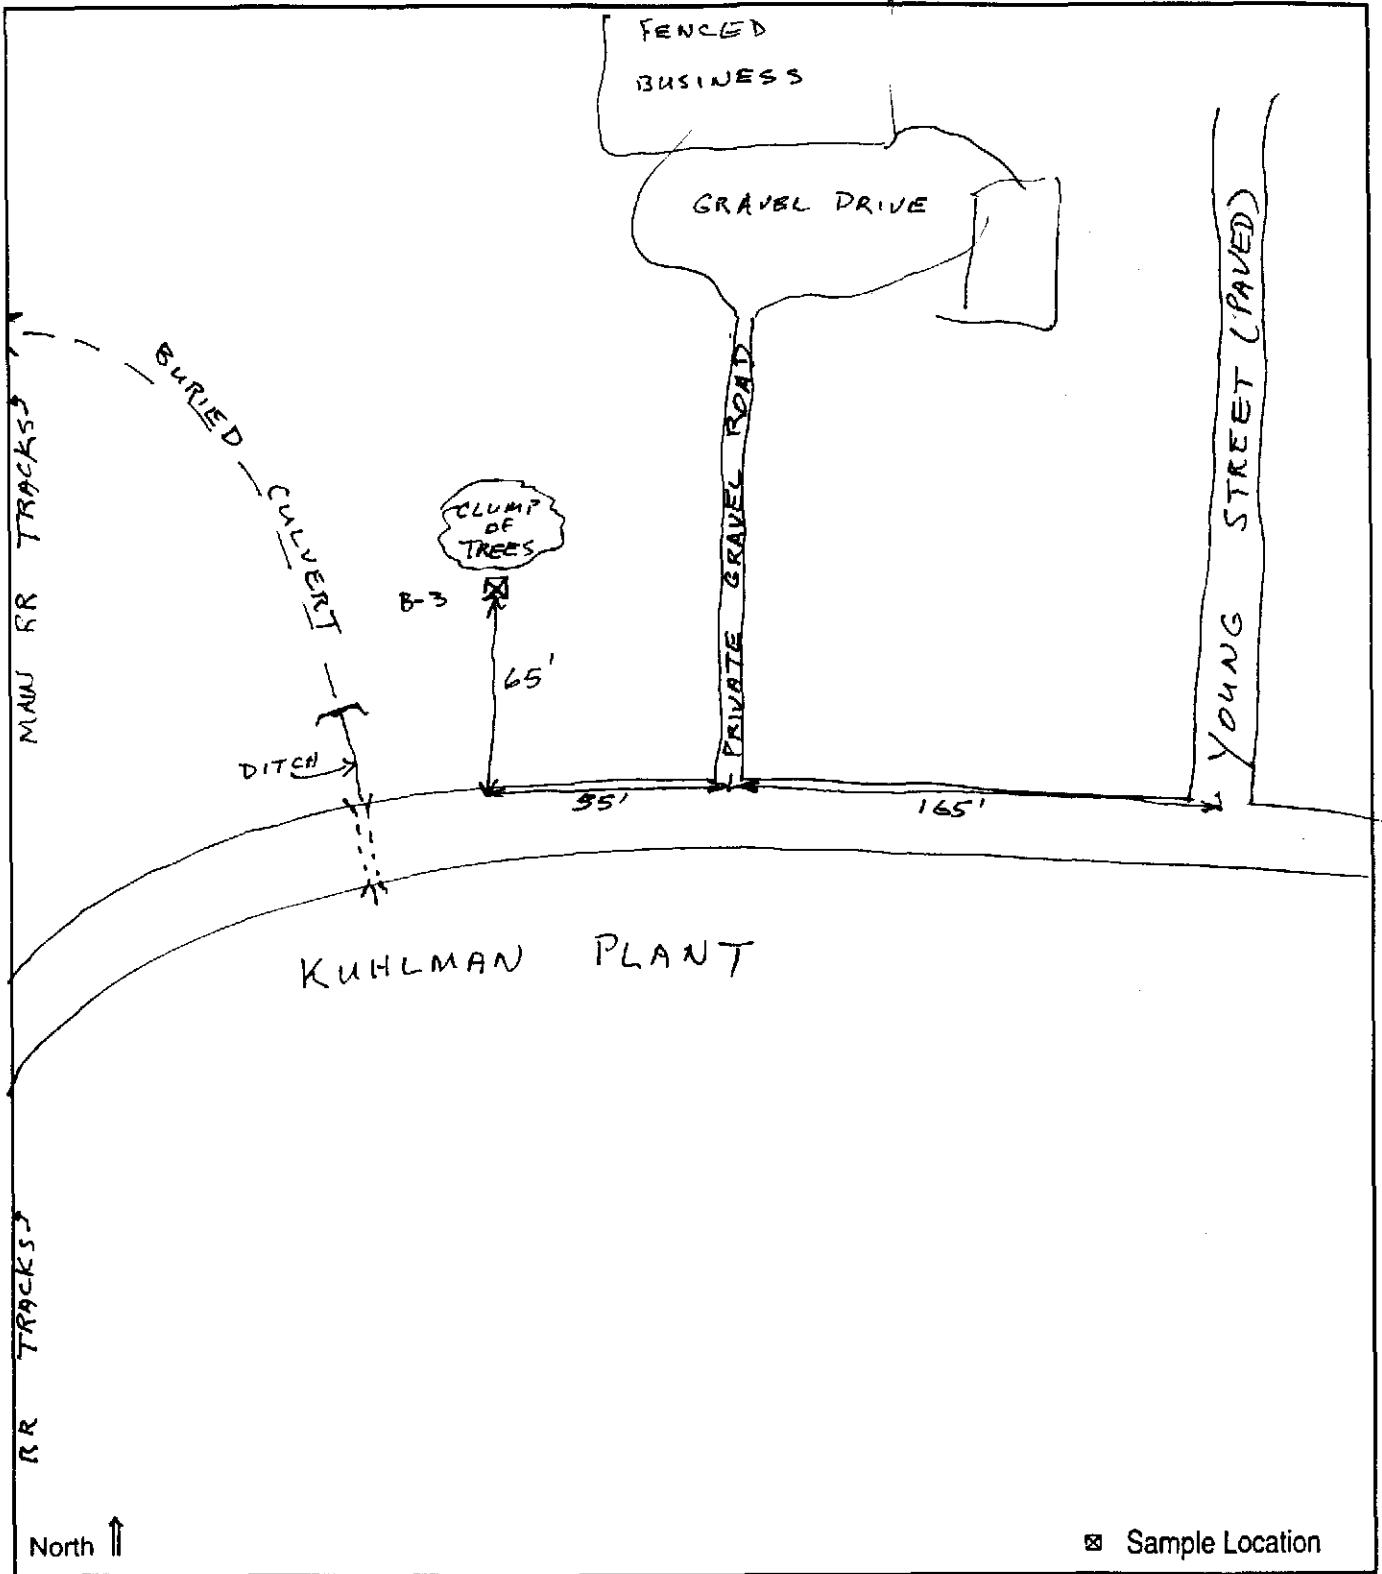 FENCED
BUSINESS
GRAVEL DRIVE
YOUNG STREET (PAVED)
BURIED CULVERT
MAIN RR TRACKS
PRIVATE GRAVEL ROAD
CLUMP
OF
TREES
B-3
65'
DITCH
55'
165'
KUHLMAN PLANT
RR TRACKS
North
Sample Location